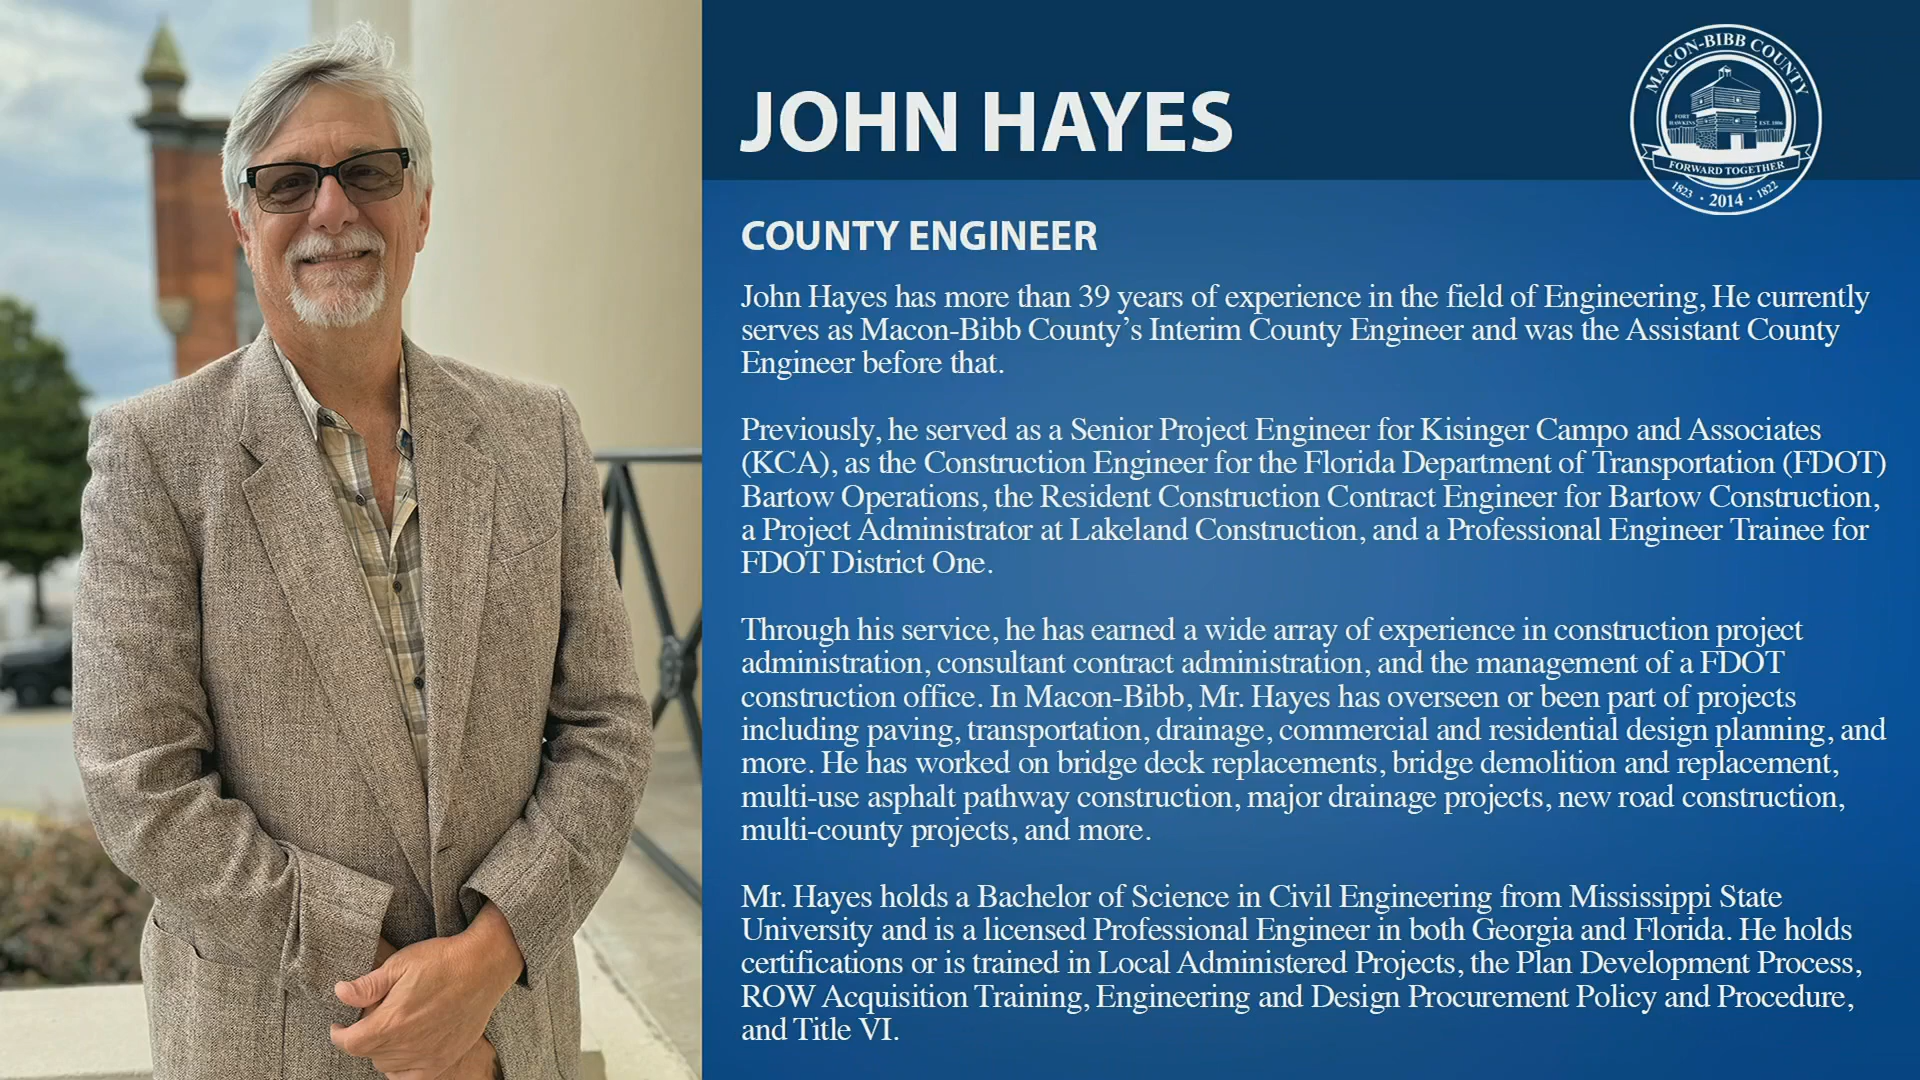 JOHN HAYES
MACON-BIBB COUNTY
FORT HAWKINS
EST. 1806
FORWARD TOGETHER
1823 • 2014 • 1822
COUNTY ENGINEER
John Hayes has more than 39 years of experience in the field of Engineering, He currently
serves as Macon-Bibb County’s Interim County Engineer and was the Assistant County
Engineer before that.
Previously, he served as a Senior Project Engineer for Kisinger Campo and Associates
(KCA), as the Construction Engineer for the Florida Department of Transportation (FDOT)
Bartow Operations, the Resident Construction Contract Engineer for Bartow Construction,
a Project Administrator at Lakeland Construction, and a Professional Engineer Trainee for
FDOT District One.
Through his service, he has earned a wide array of experience in construction project
administration, consultant contract administration, and the management of a FDOT
construction office. In Macon-Bibb, Mr. Hayes has overseen or been part of projects
including paving, transportation, drainage, commercial and residential design planning, and
more. He has worked on bridge deck replacements, bridge demolition and replacement,
multi-use asphalt pathway construction, major drainage projects, new road construction,
multi-county projects, and more.
Mr. Hayes holds a Bachelor of Science in Civil Engineering from Mississippi State
University and is a licensed Professional Engineer in both Georgia and Florida. He holds
certifications or is trained in Local Administered Projects, the Plan Development Process,
ROW Acquisition Training, Engineering and Design Procurement Policy and Procedure,
and Title VI.